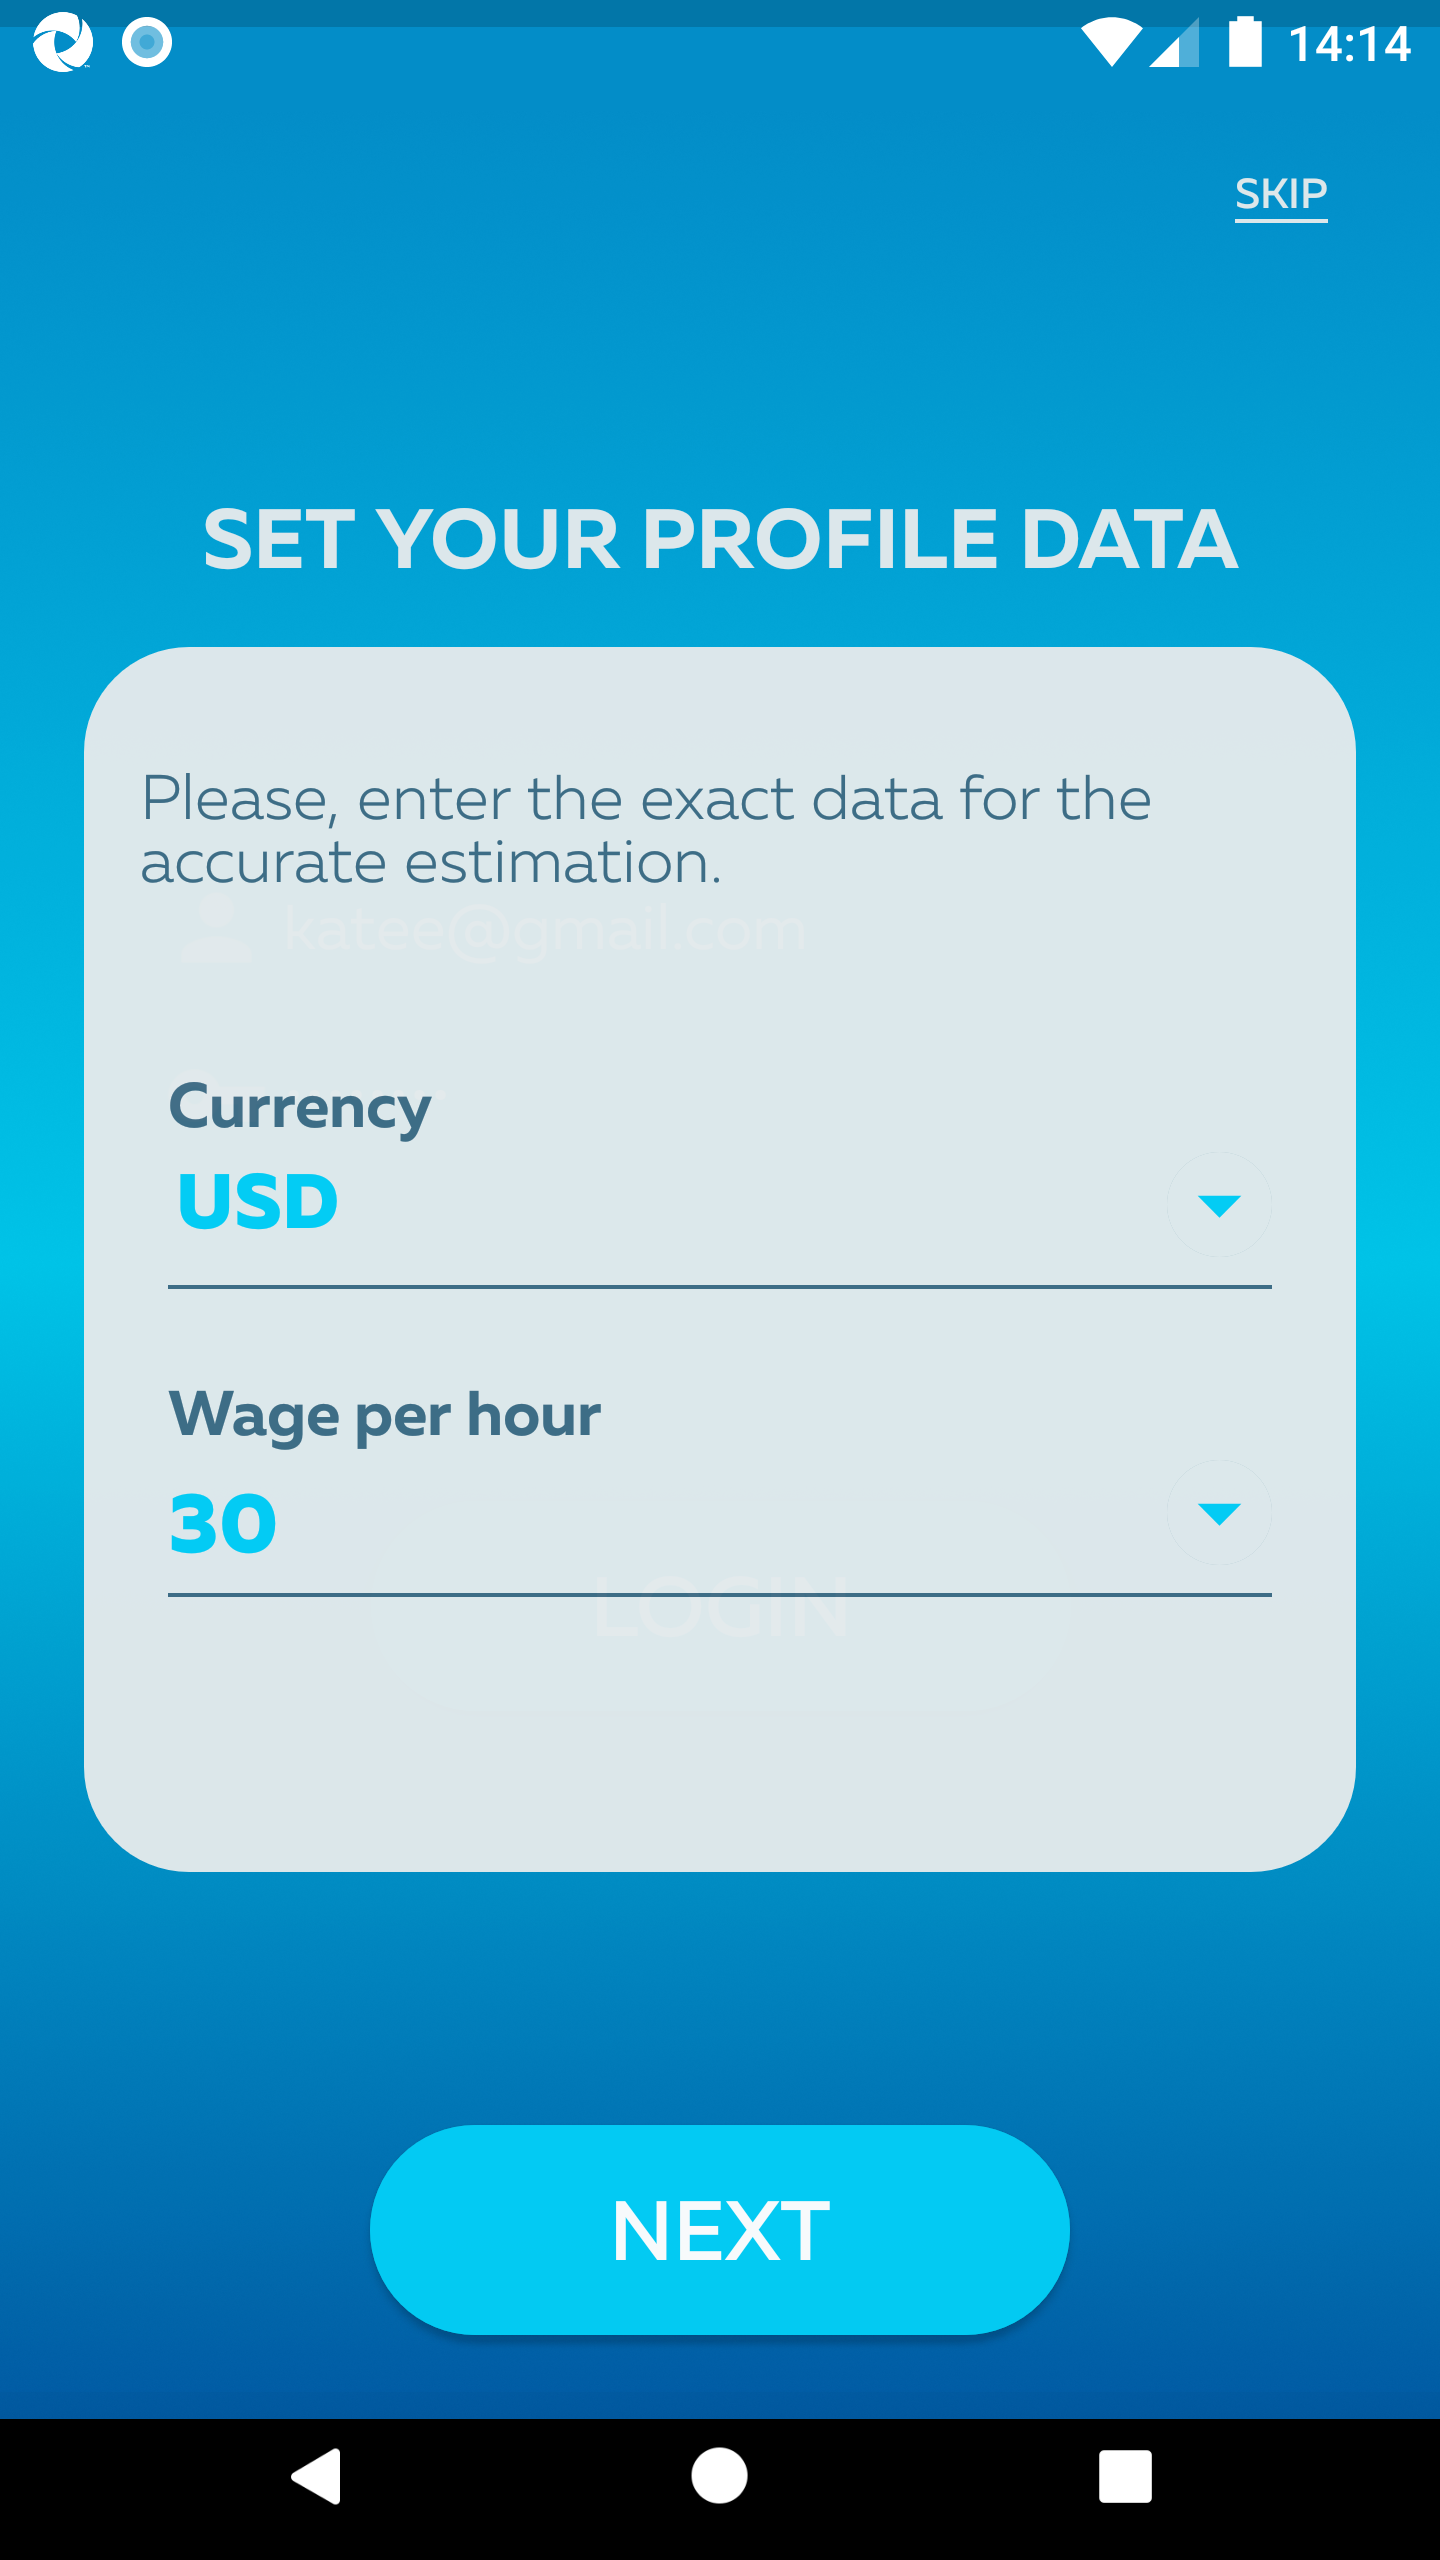 14:14
SKIP
SET YOUR PROFILE DATA
Please, enter the exact data for the
accurate estimation.
katee@gmail.com
Currency
USD
Wage per hour
30
LOGIN
NEXT